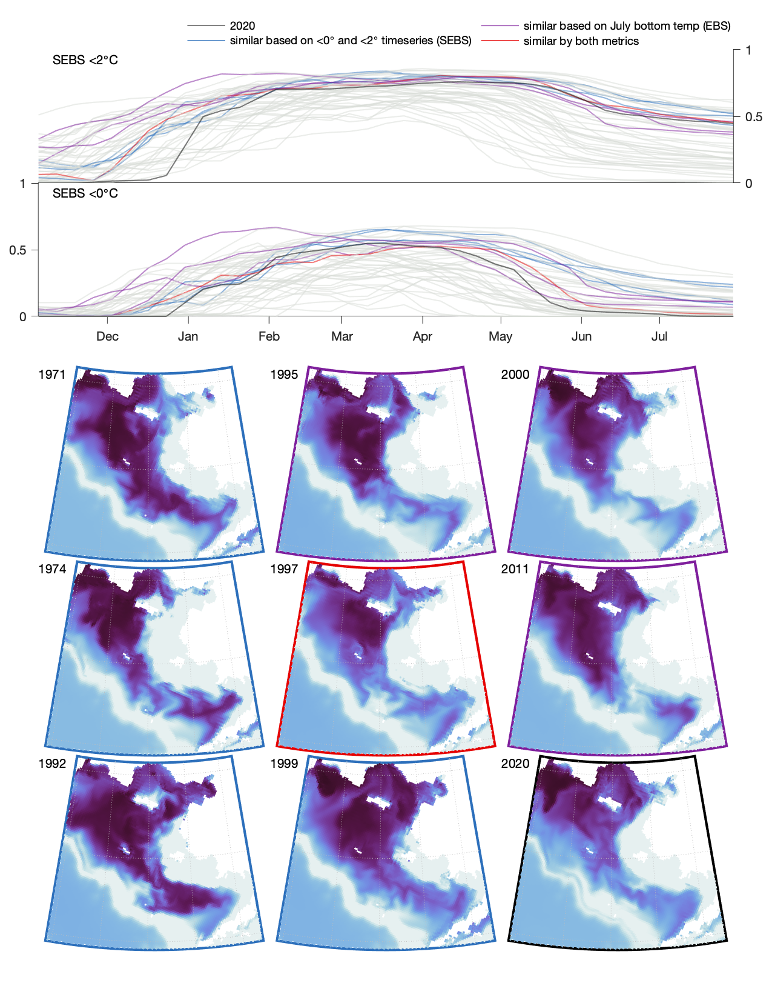 2020
similar based on <0° and <2° timeseries (SEBS)
similar based on July bottom temp (EBS)
similar by both metrics
SEBS <2°C
1
0.5
0
SEBS <0°C
1
0.5
0
Dec Jan Feb Mar Apr May Jun Jul
1971 1995 2000
1974 1997 2011
1992 1999 2020